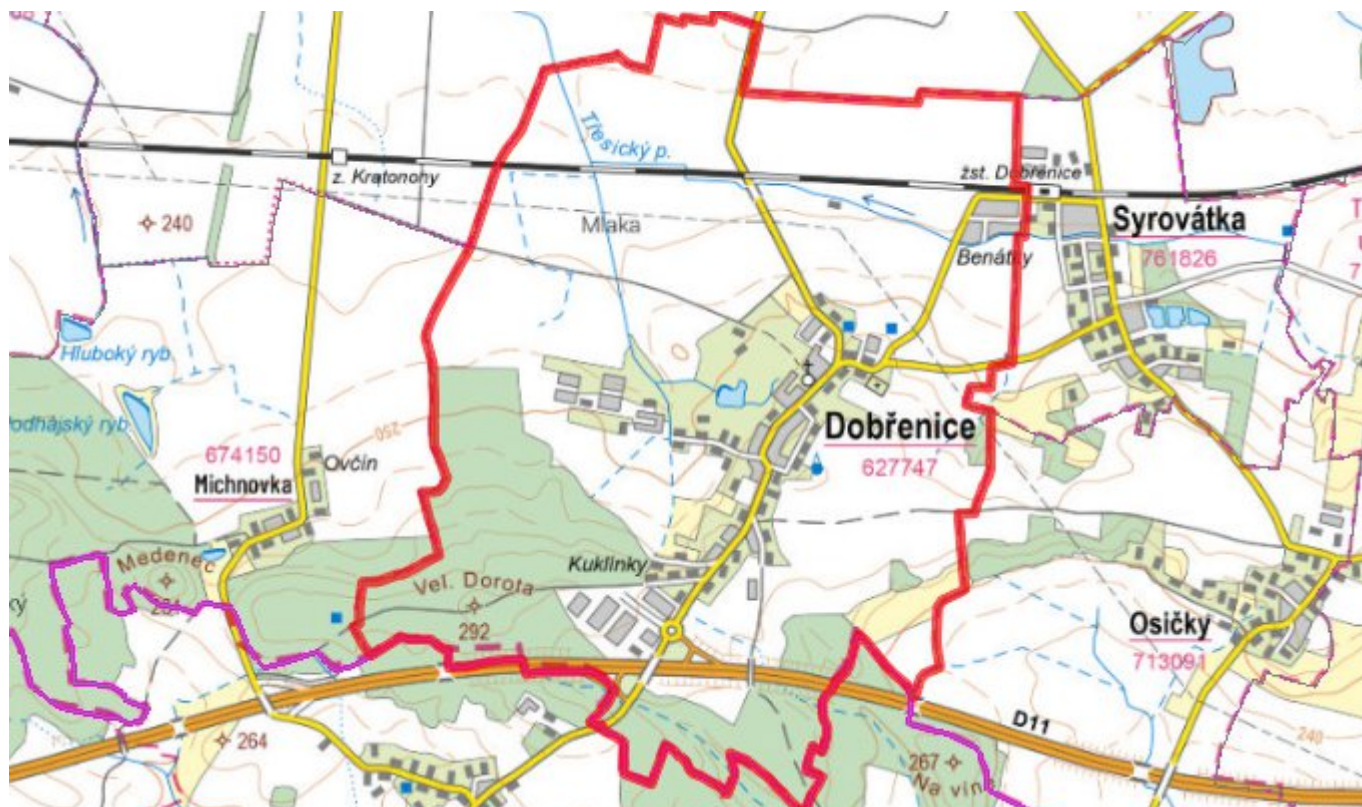 Třesický p.
z. Kratonohy
žst. Dobřenice
240
Mlaka
Syrovátka
761826
Benátky
Hluboký ryb.
odhájský ryb.
250
674150
Ovčín
Michnovka
Dobřenice
627747
Medenec
Kuklinky
Vel. Dorota
292
Osičky
713091
D11
264
240
267
Na vin